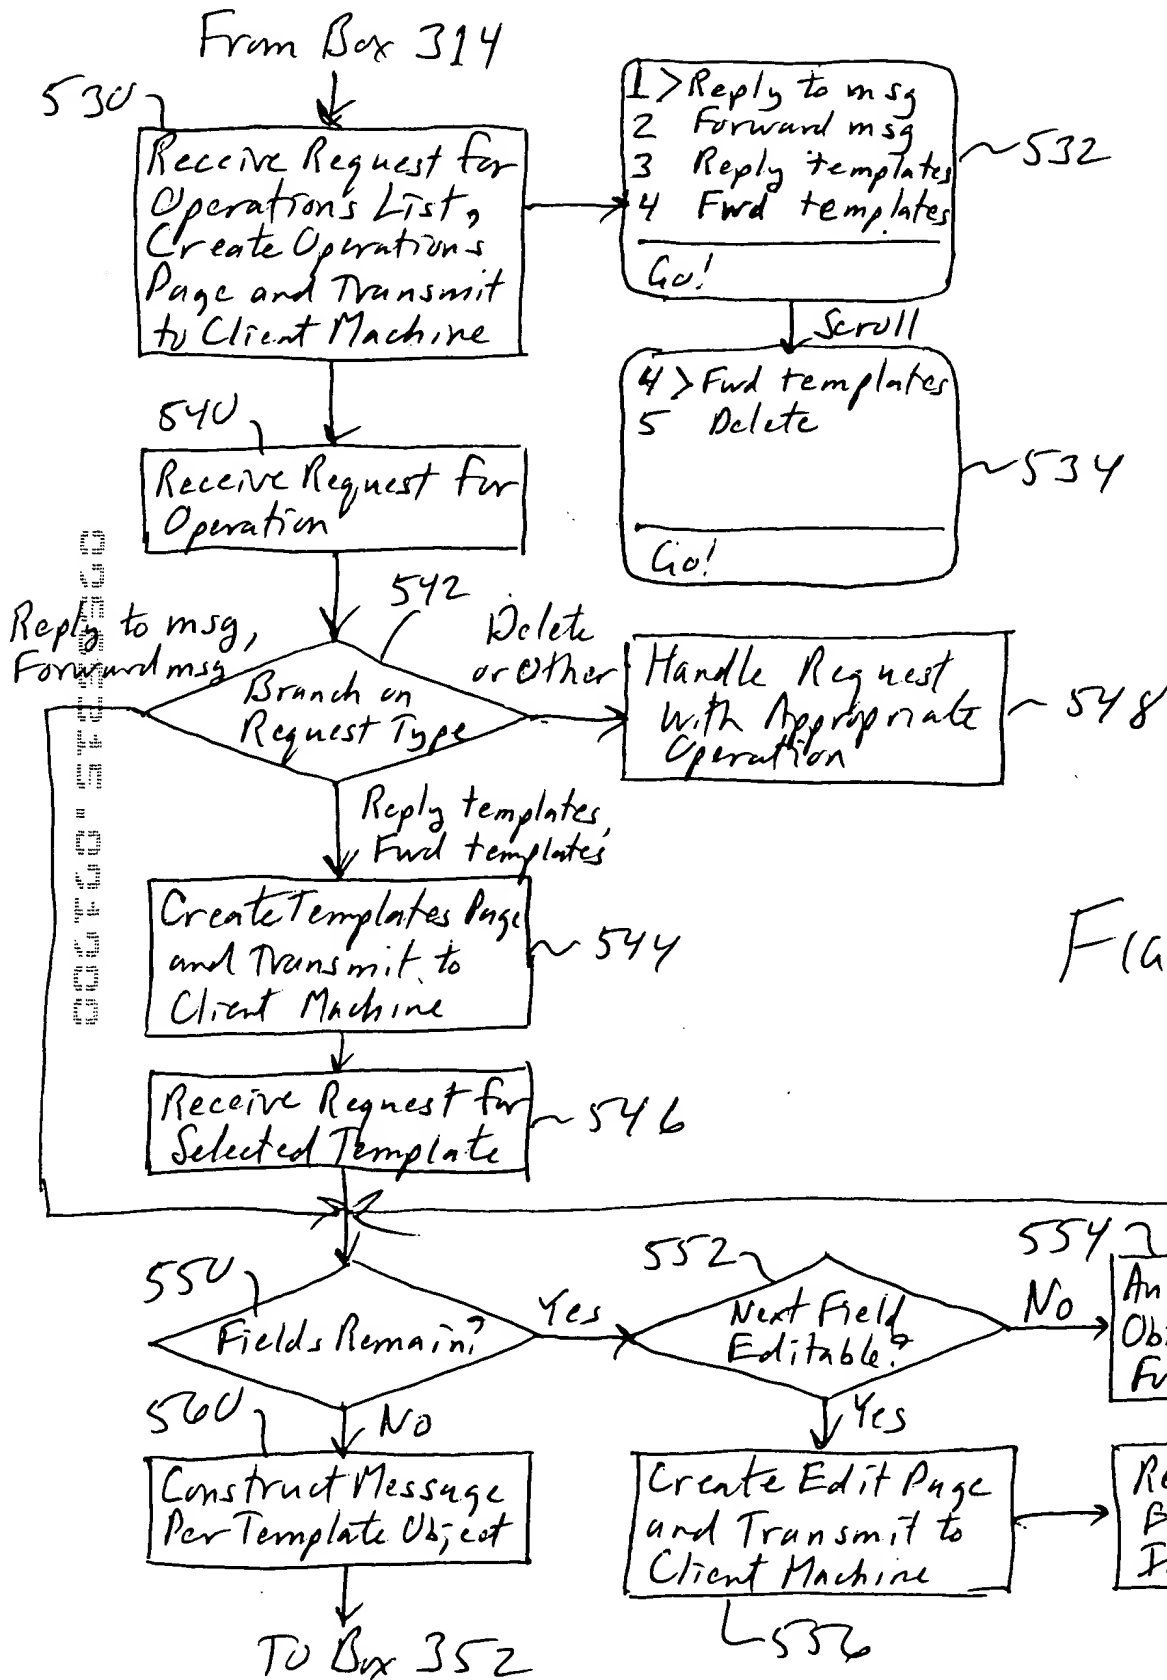 From Box 314
530
Receive Request for
Operations List,
Create Operations
Page and Transmit
to Client Machine
1 > Reply to msg
2 Forward msg
3 Reply templates
4 Fwd templates
Go!
532
Scroll
4 > Fwd templates
5 Delete
Go!
534
540
Receive Request for
Operation
542
Reply to msg,
Forward msg
Branch on
Request Type
Delete
or Other
Handle Request
with Appropriate
Operation
548
Reply templates,
Fwd templates
Create Templates Page
and Transmit to
Client Machine
544
Receive Request for
Selected Template
546
550
Fields Remain?
Yes
552
Next Field
Editable?
No
554
An
Obj
No
560
Construct Message
Per Template Object
Yes
Create Edit Page
and Transmit to
Client Machine
556
Re
To Box 352